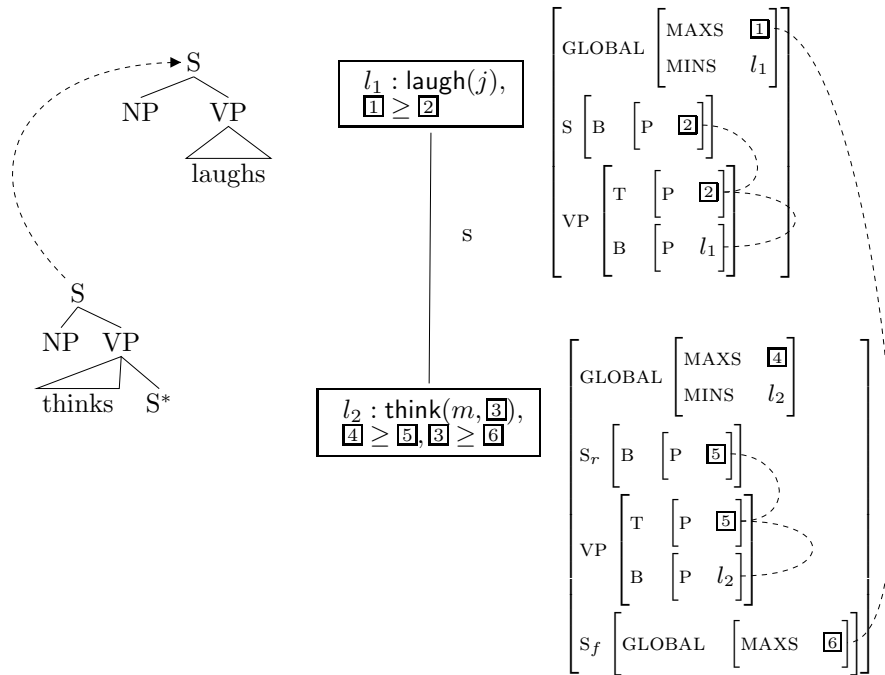 S
NP VP
laughs
S
NP VP
thinks S*
l₁ : laugh(j),
1 ≥ 2
s
l₂ : think(m, 3),
4 ≥ 5, 3 ≥ 6
GLOBAL [MAXS 1
MINS l₁]
S [B [P 2]]
VP [T [P 2]
B [P l₁]]
GLOBAL [MAXS 4
MINS l₂]
Sᵣ [B [P 5]]
VP [T [P 5]
B [P l₂]]
S_f [GLOBAL [MAXS 6]]